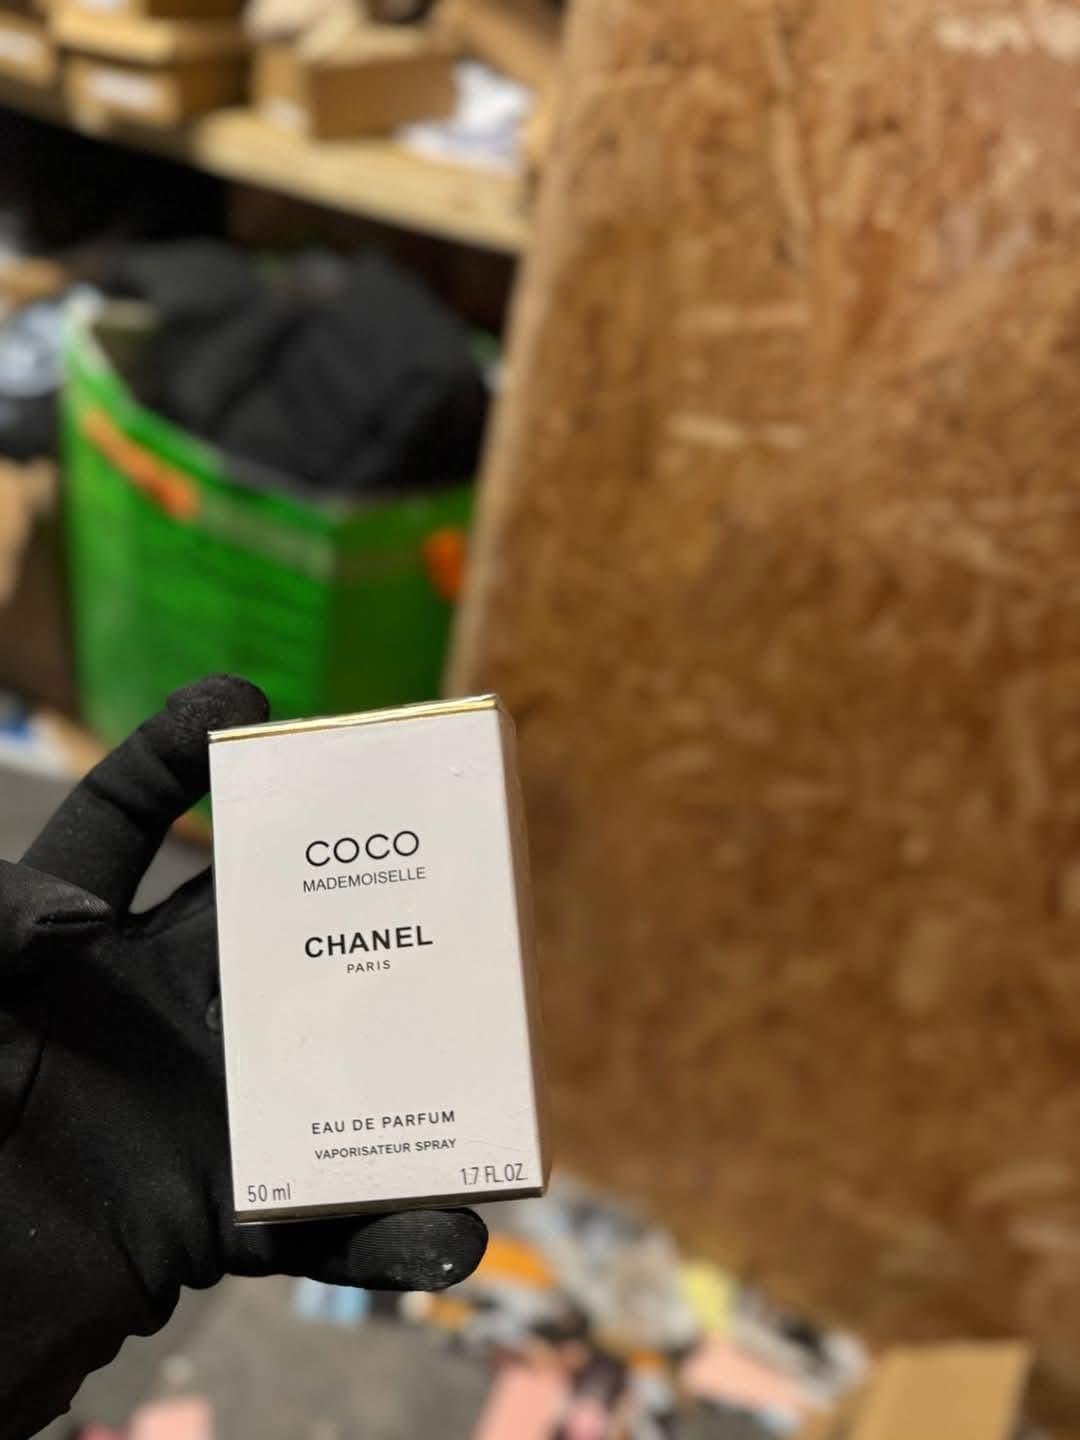 COCO
MADEMOISELLE
CHANEL
PARIS
EAU DE PARFUM
VAPORISATEUR SPRAY
50 ml 1.7 FL.OZ.